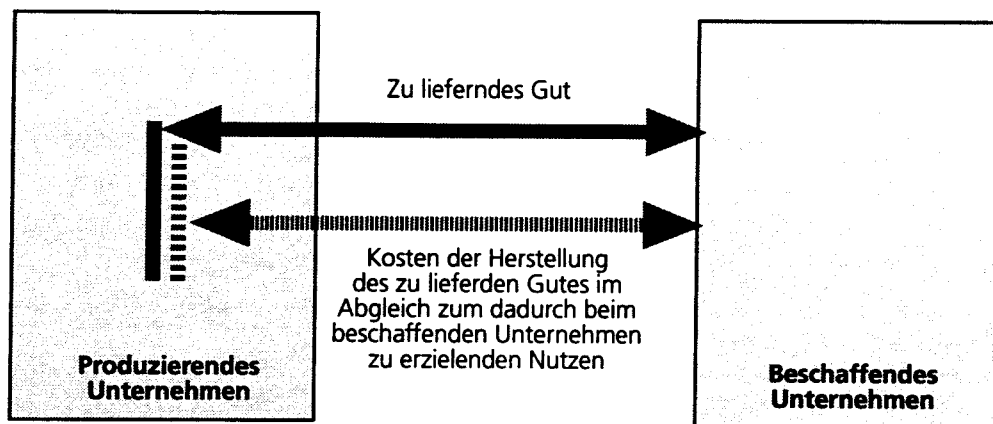 Zu lieferndes Gut
Kosten der Herstellung
des zu lieferden Gutes im
Abgleich zum dadurch beim
beschaffenden Unternehmen
zu erzielenden Nutzen
Produzierendes
Unternehmen
Beschaffendes
Unternehmen